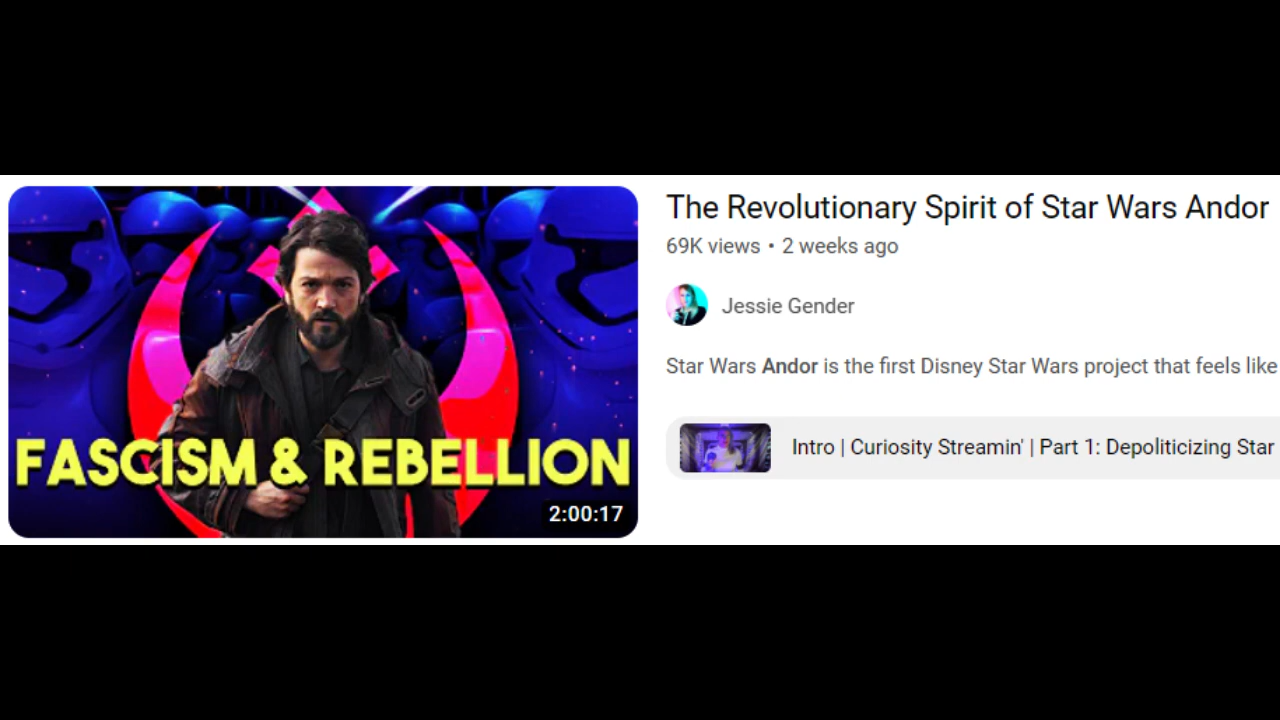 The Revolutionary Spirit of Star Wars Andor
69K views • 2 weeks ago
Jessie Gender
Star Wars Andor is the first Disney Star Wars project that feels like
FASCISM & REBELLION
2:00:17
Intro | Curiosity Streamin' | Part 1: Depoliticizing Star